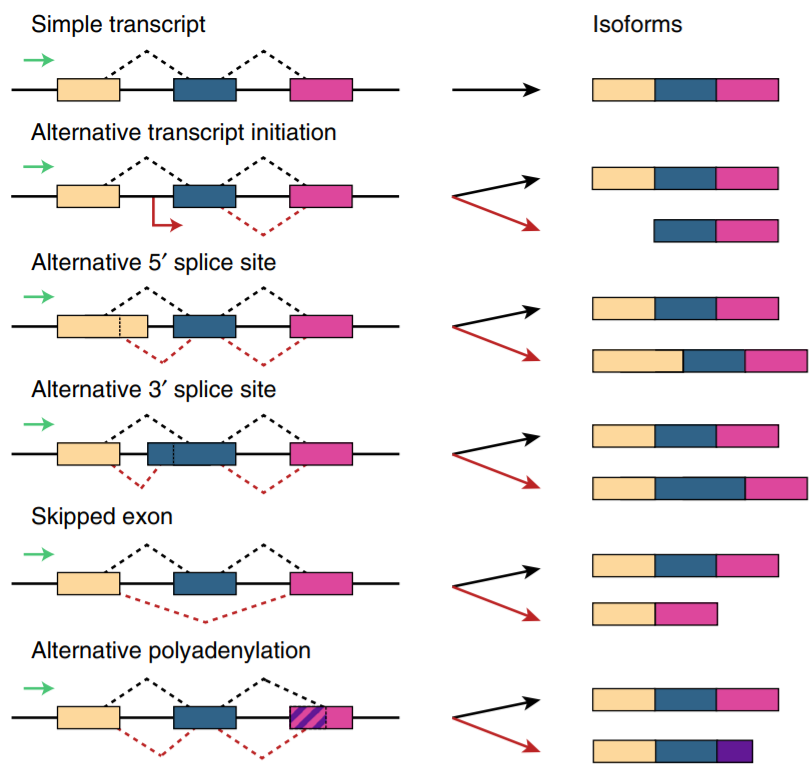 Simple transcript
Isoforms
Alternative transcript initiation
Alternative 5′ splice site
Alternative 3′ splice site
Skipped exon
Alternative polyadenylation